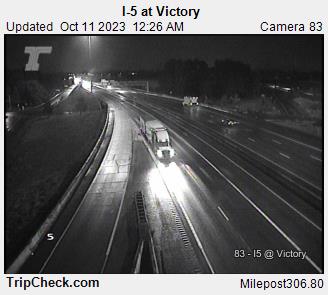 I-5 at Victory
Updated Oct 11 2023 12:26 AM Camera 83
T
5
83 - I5 @ Victory
TripCheck.com Milepost306.80